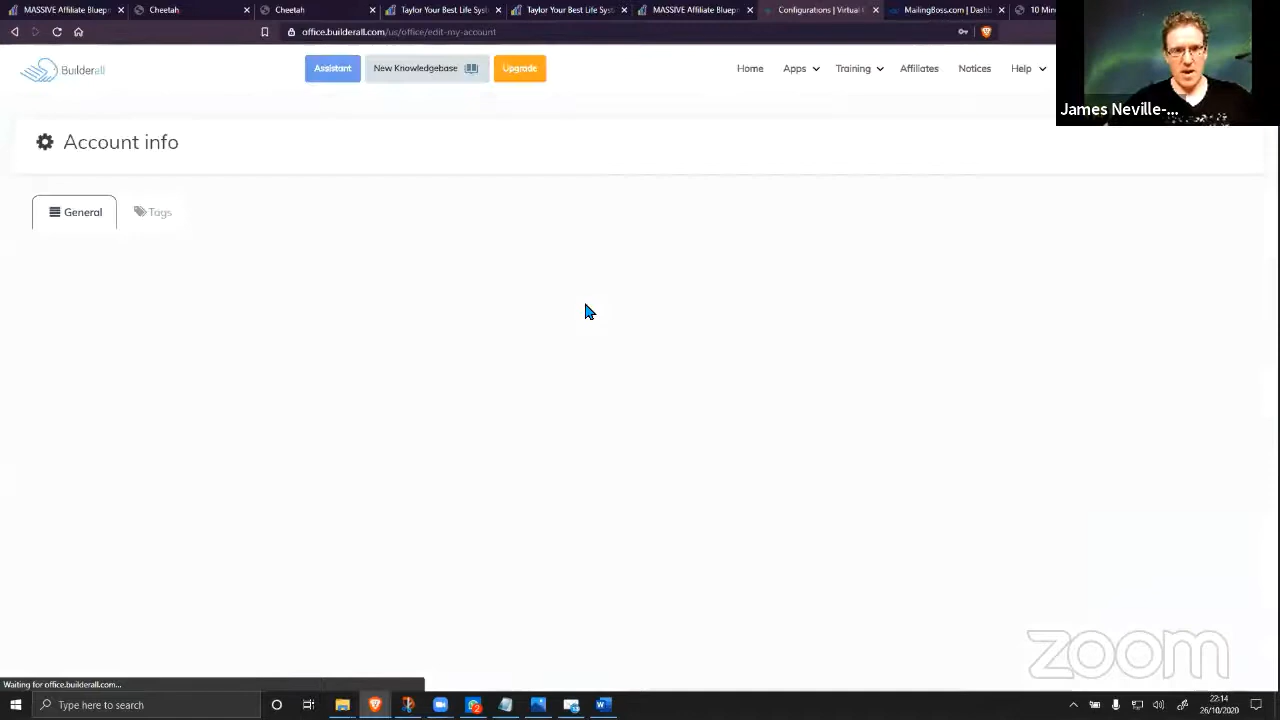 MASSIVE Affiliate Bluepr
Cheetah
Cheetah
Taylor Your Best Life Syst
Taylor Your Best Life Syst
MASSIVE Affiliate Bluepr
Configurations | Virtual O
MailingBoss.com | Dashb
10 Min
office.builderall.com/us/office/edit-my-account
Builderall
Assistant
New Knowledgebase
Upgrade
Home
Apps
Training
Affiliates
Notices
Help
James Neville-...
Account info
General
Tags
zoom
Waiting for office.builderall.com...
Type here to search
22:14
26/10/2020